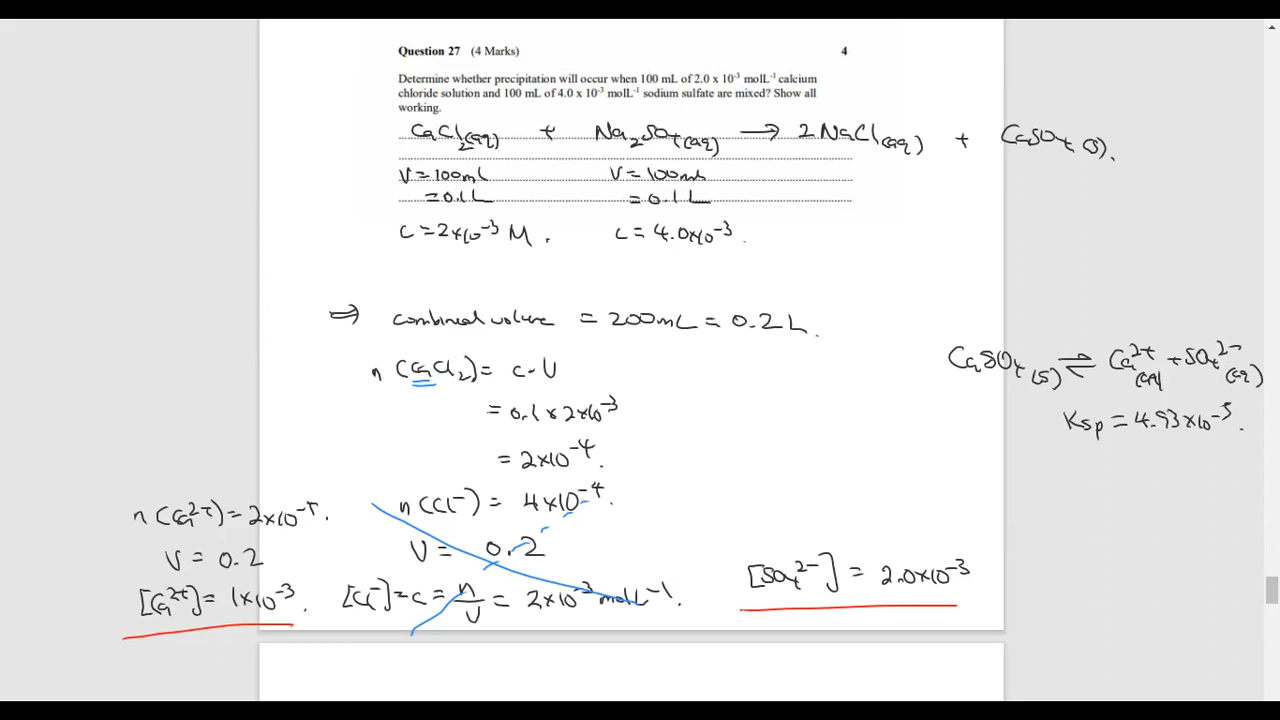 Question 27 (4 Marks) 4
Determine whether precipitation will occur when 100 mL of 2.0 x 10⁻³ molL⁻¹ calcium
chloride solution and 100 mL of 4.0 x 10⁻³ molL⁻¹ sodium sulfate are mixed? Show all
working.
CaCl₂(aq) + Na₂SO₄(aq) → 2NaCl(aq) + CaSO₄(s).
V=100mL V=100mL
=0.1L =0.1L
C=2×10⁻³ M. C=4.0×10⁻³.
⇒ combined volume = 200mL = 0.2L.
n(CaCl₂)= c·V
= 0.1×2×10⁻³
= 2×10⁻⁴.
CaSO₄(s) ⇌ Ca²⁺(aq) + SO₄²⁻(aq)
Ksp = 4.93×10⁻⁵.
n(Ca²⁺)=2×10⁻⁴.
V = 0.2
[Ca²⁺]= 1×10⁻³.
n(Cl⁻)= 4×10⁻⁴.
V= 0.2
[Cl⁻]=c= n/V = 2×10⁻³ molL⁻¹.
[SO₄²⁻] = 2.0×10⁻³